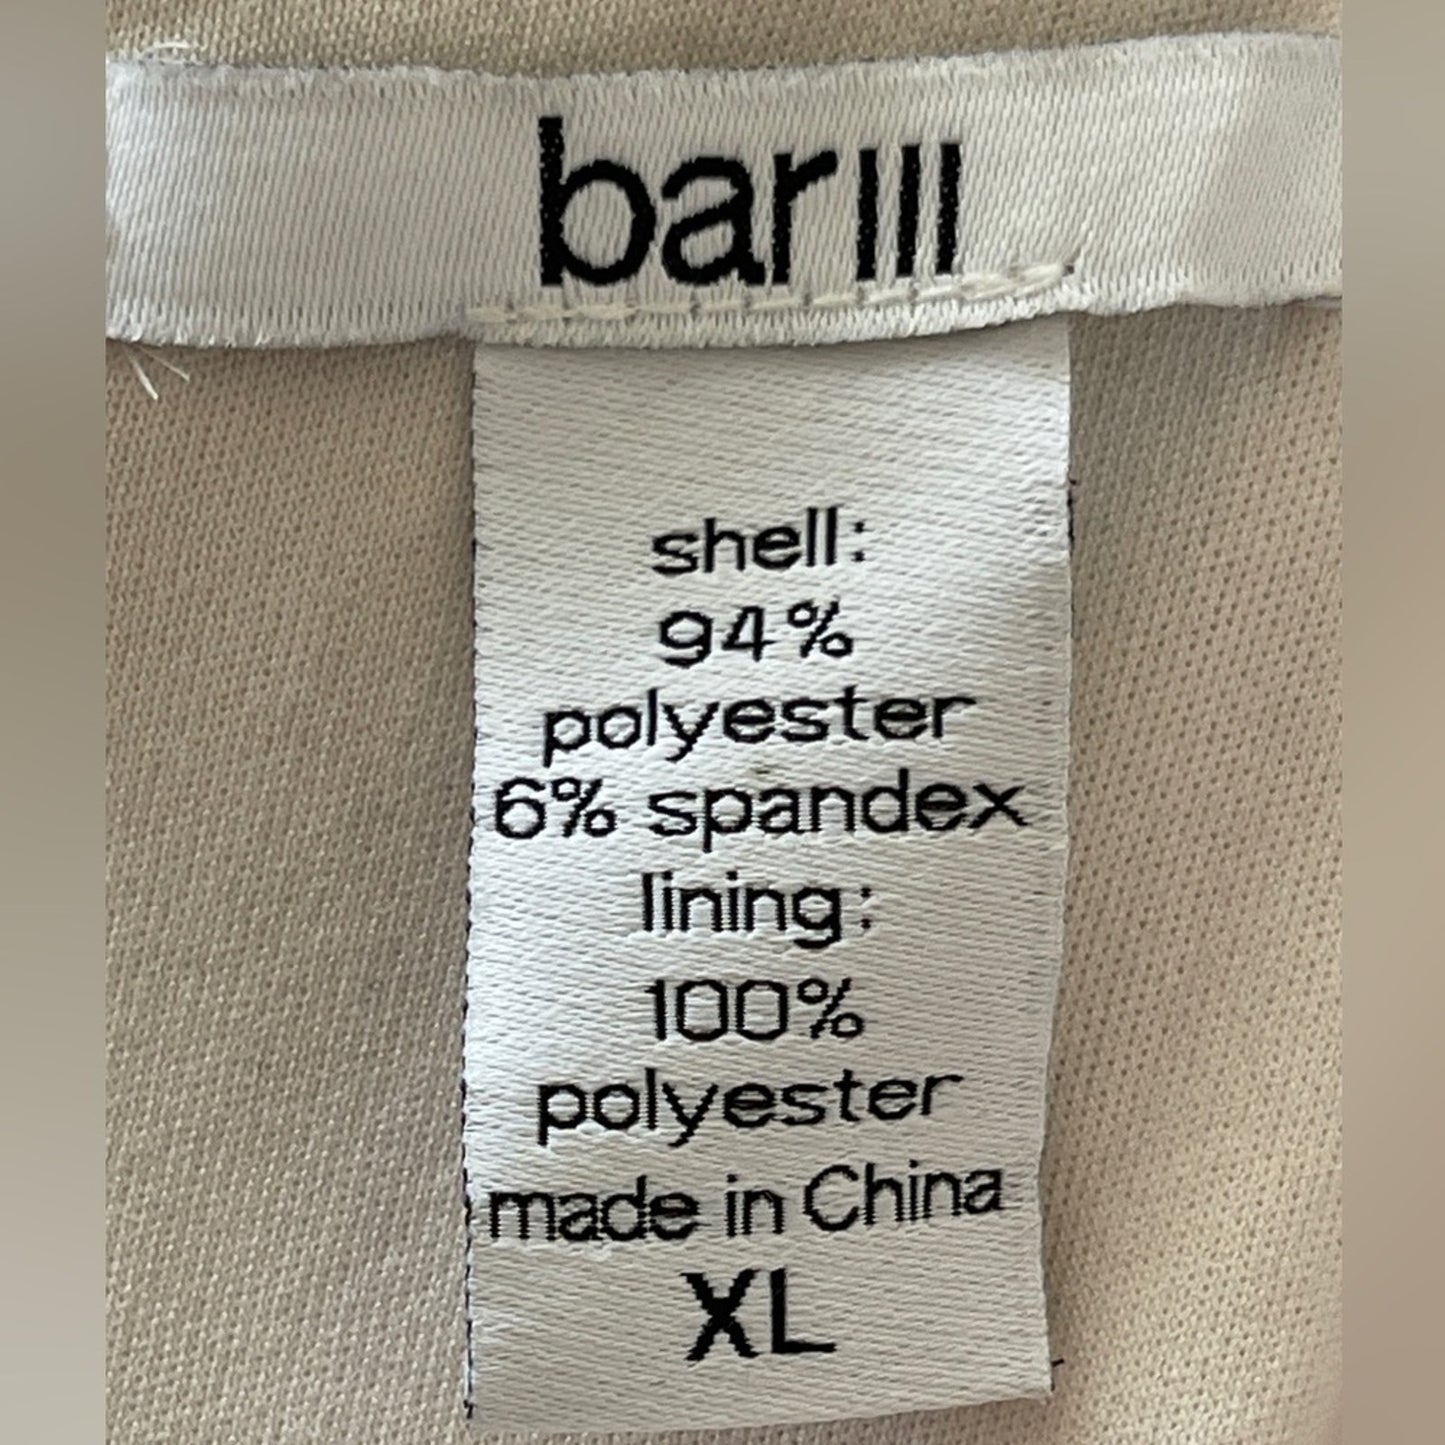 bar III
shell:
94%
polyester
6% spandex
lining:
100%
polyester
made in China
XL